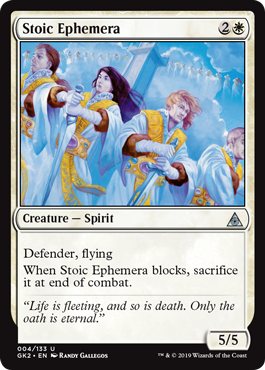 Stoic Ephemera 2
Creature — Spirit
Defender, flying
When Stoic Ephemera blocks, sacrifice
it at end of combat.
“Life is fleeting, and so is death. Only the
oath is eternal.”
5/5
004/133 U
GK2 • EN Randy Gallegos
™ & © 2019 Wizards of the Coast